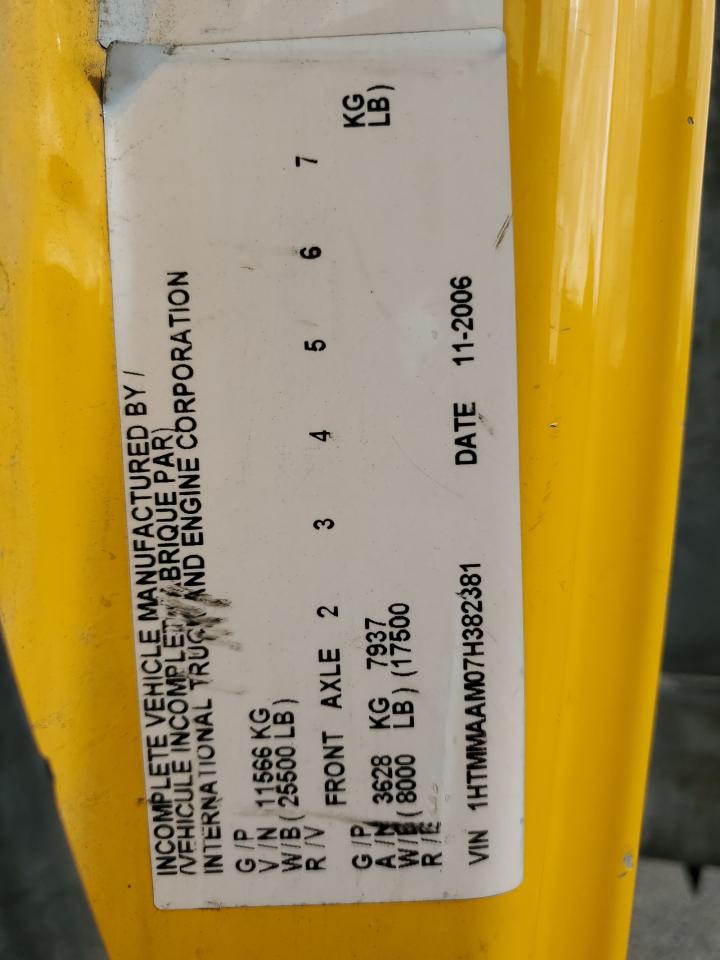 INCOMPLETE VEHICLE MANUFACTURED BY /
(VEHICULE INCOMPLET FABRIQUE PAR)
INTERNATIONAL TRUCK AND ENGINE CORPORATION
G/P
V/N 11566 KG
W/B ( 25500 LB )
R/V FRONT AXLE 2 3 4 5 6 7
G/P
A/N 3628 KG 7937 KG
W/B ( 8000 LB ) (17500 LB )
R/E
VIN 1HTMMAAM07H382381 DATE 11-2006